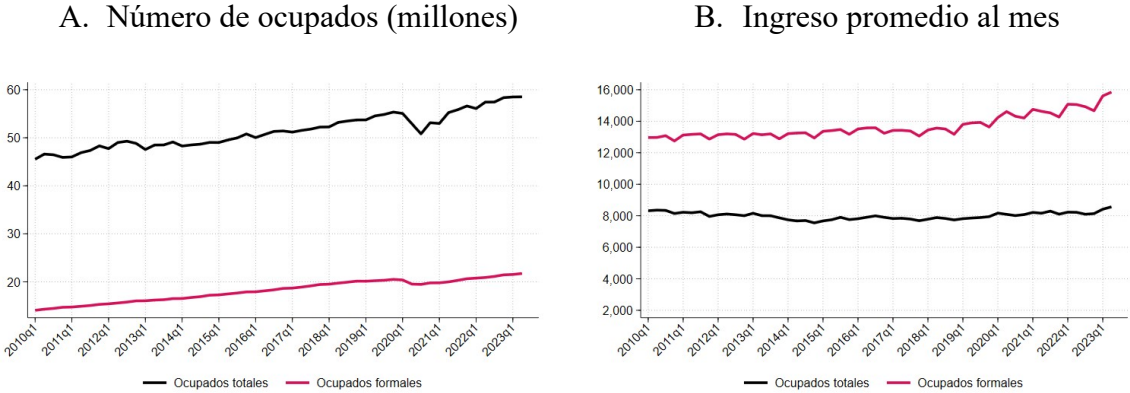 A. Número de ocupados (millones)
60
50
40
30
20
2010q1 2011q1 2012q1 2013q1 2014q1 2015q1 2016q1 2017q1 2018q1 2019q1 2020q1 2021q1 2022q1 2023q1
Ocupados totales Ocupados formales
B. Ingreso promedio al mes
16,000
14,000
12,000
10,000
8,000
6,000
4,000
2,000
2010q1 2011q1 2012q1 2013q1 2014q1 2015q1 2016q1 2017q1 2018q1 2019q1 2020q1 2021q1 2022q1 2023q1
Ocupados totales Ocupados formales